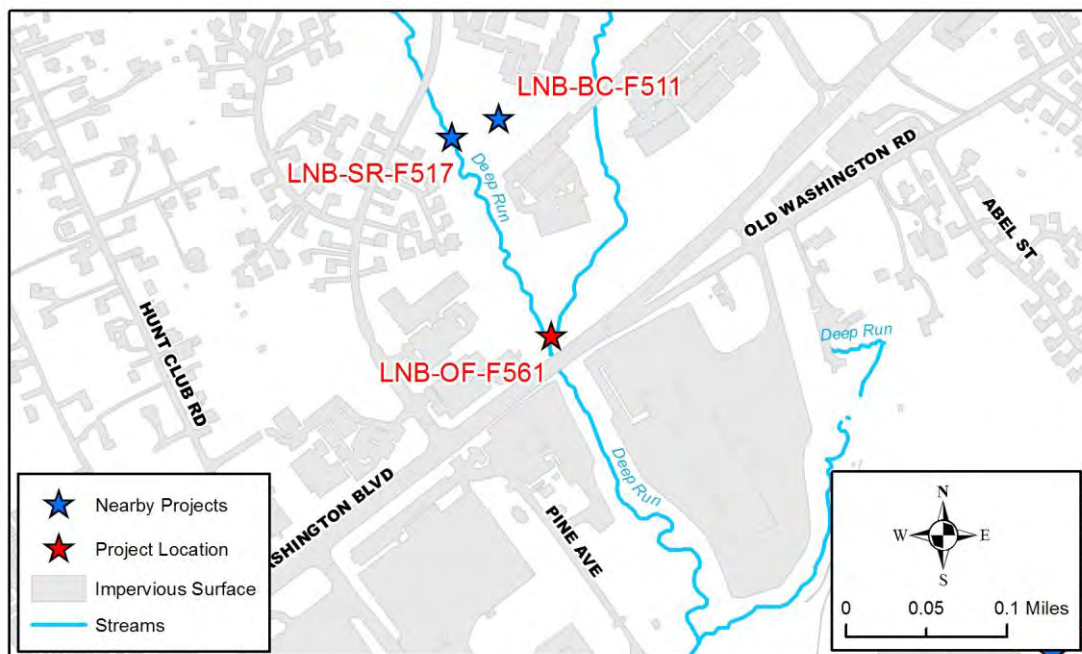 LNB-BC-F511
LNB-SR-F517
Deep Run
OLD WASHINGTON RD
ABEL ST
HUNT CLUB RD
Deep Run
LNB-OF-F561
Deep Run
ASHINGTON BLVD
PINE AVE
Nearby Projects
Project Location
Impervious Surface
Streams
N
W E
S
0 0.05 0.1 Miles